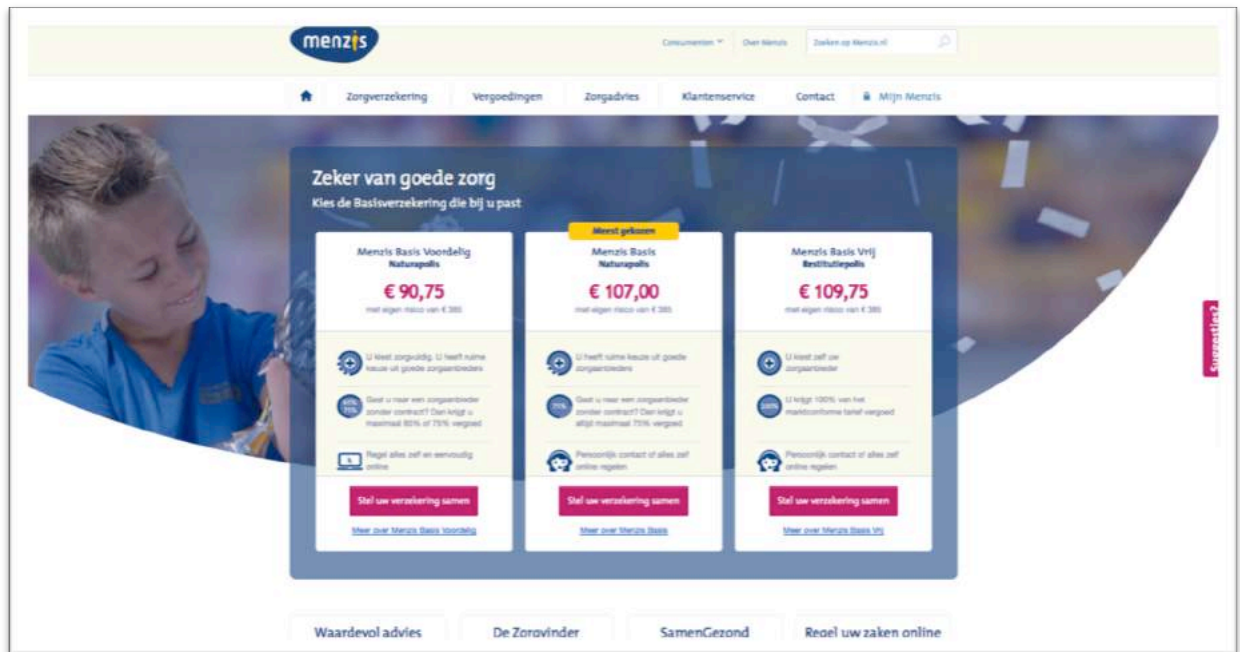 menzis
Consumenten
Over Menzis
Zoeken op Menzis.nl
Zorgverzekering
Vergoedingen
Zorgadvies
Klantenservice
Contact
Mijn Menzis
Zeker van goede zorg
Kies de Basisverzekering die bij u past
Menzis Basis Voordelig
Naturapolis
€ 90,75
met eigen risico van € 385
U kiest zorgvuldig. U heeft ruime
keuze uit goede zorgaanbieders
75%
Gaat u naar een zorgaanbieder
zonder contract? Dan krijgt u
maximaal 65% of 75% vergoed
Regel alles zelf en eenvoudig
online
Stel uw verzekering samen
Meer over Menzis Basis Voordelig
Meest gekozen
Menzis Basis
Naturapolis
€ 107,00
met eigen risico van € 385
U heeft ruime keuze uit goede
zorgaanbieders
75%
Gaat u naar een zorgaanbieder
zonder contract? Dan krijgt u
altijd maximaal 75% vergoed
Persoonlijk contact of alles zelf
online regelen
Stel uw verzekering samen
Meer over Menzis Basis
Menzis Basis Vrij
Restitutiepolis
€ 109,75
met eigen risico van € 385
U kiest zelf uw
zorgaanbieder
100%
U krijgt 100% van het
marktconforme tarief vergoed
Persoonlijk contact of alles zelf
online regelen
Stel uw verzekering samen
Meer over Menzis Basis Vrij
Suggesties?
Waardevol advies
De Zorgvinder
SamenGezond
Regel uw zaken online